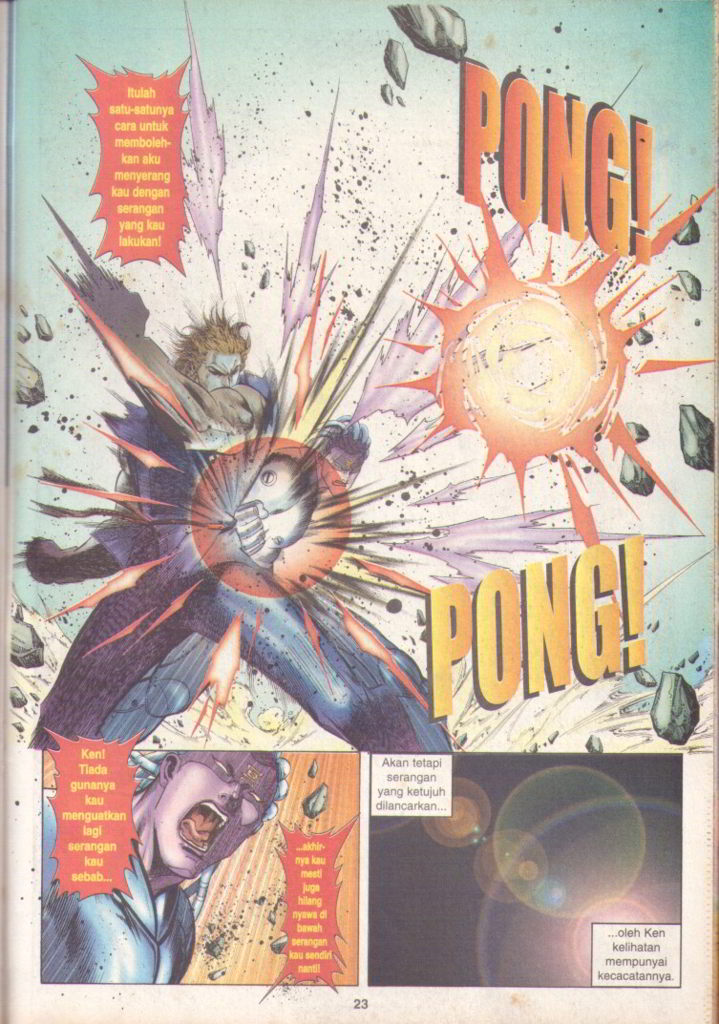 Itulah
satu-satunya
cara untuk
memboleh-
kan aku
menyerang
kau dengan
serangan
yang kau
lakukan!
PONG!
PONG!
Ken!
Tiada
gunanya
kau
menguatkan
lagi
serangan
kau
sebab...
...akhir-
nya kau
mesti
juga
hilang
nyawa di
bawah
serangan
kau sendiri
nanti!
Akan tetapi
serangan
yang ketujuh
dilancarkan...
...oleh Ken
kelihatan
mempunyai
kecacatannya.
23